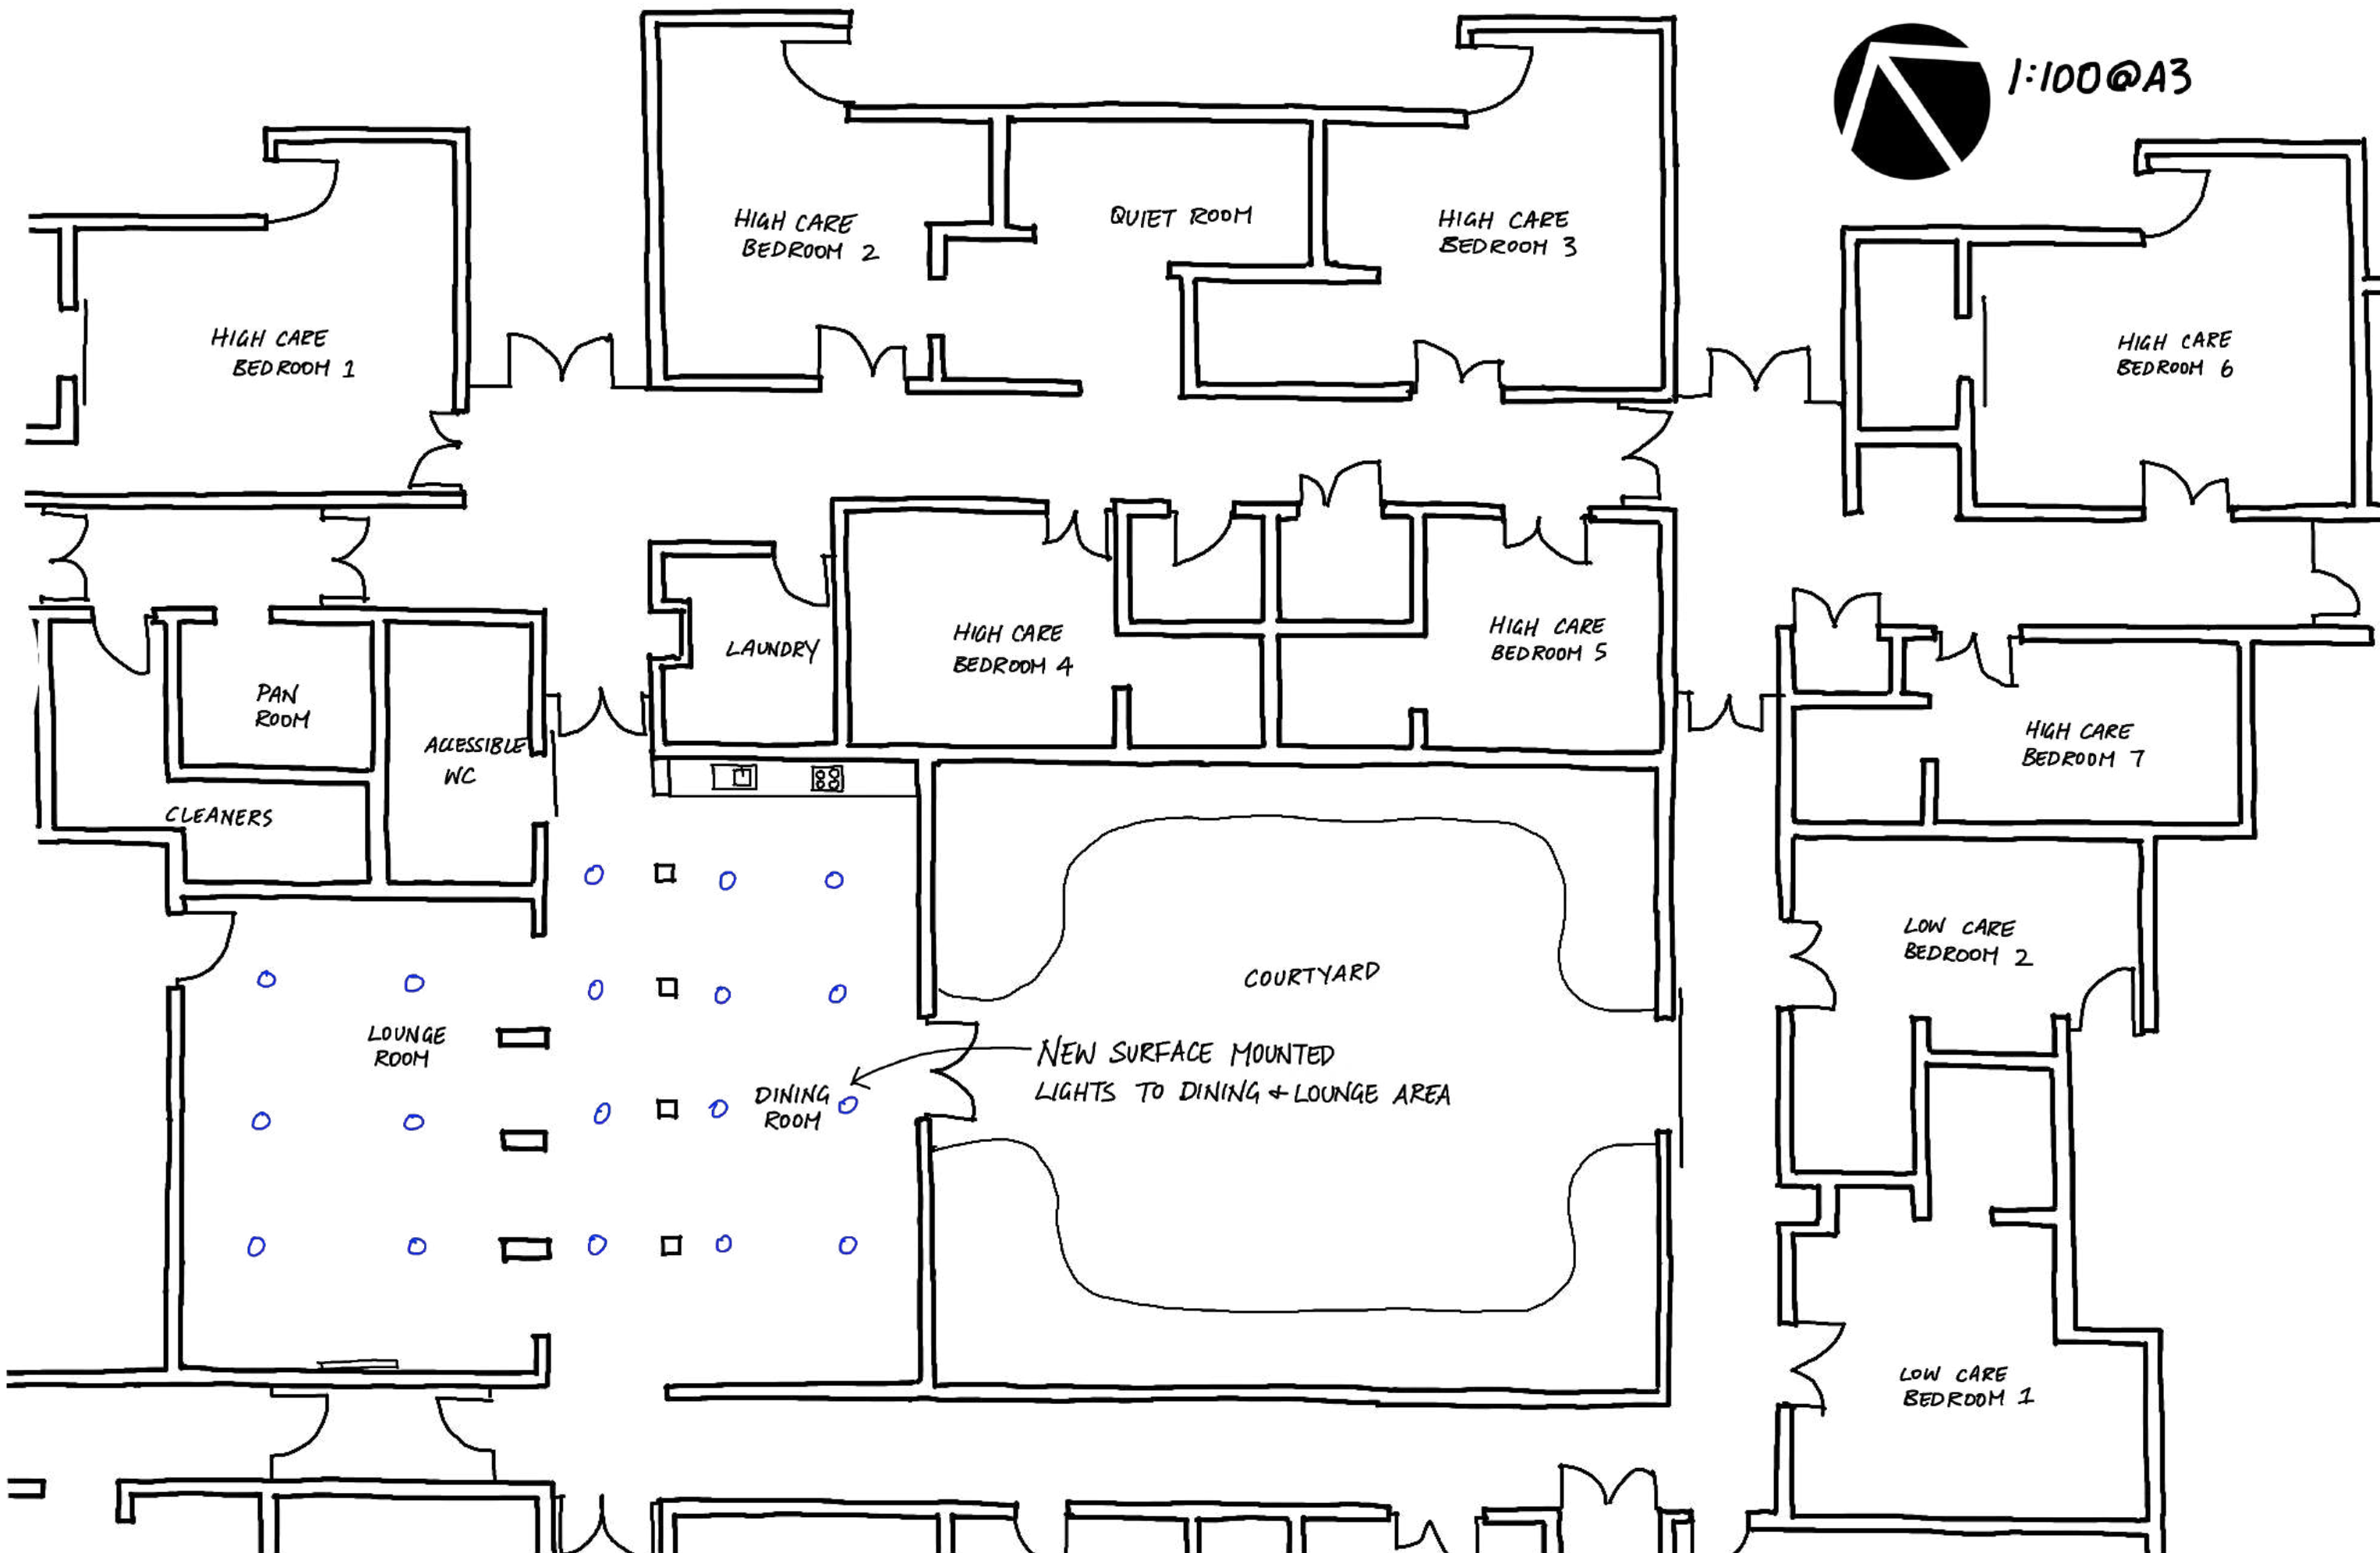 1:100@A3
HIGH CARE
BEDROOM 2
QUIET ROOM
HIGH CARE
BEDROOM 3
HIGH CARE
BEDROOM 1
HIGH CARE
BEDROOM 6
LAUNDRY
HIGH CARE
BEDROOM 4
HIGH CARE
BEDROOM 5
PAN
ROOM
ACCESSIBLE
WC
CLEANERS
HIGH CARE
BEDROOM 7
LOW CARE
BEDROOM 2
COURTYARD
LOUNGE
ROOM
DINING
ROOM
NEW SURFACE MOUNTED
LIGHTS TO DINING + LOUNGE AREA
LOW CARE
BEDROOM 1